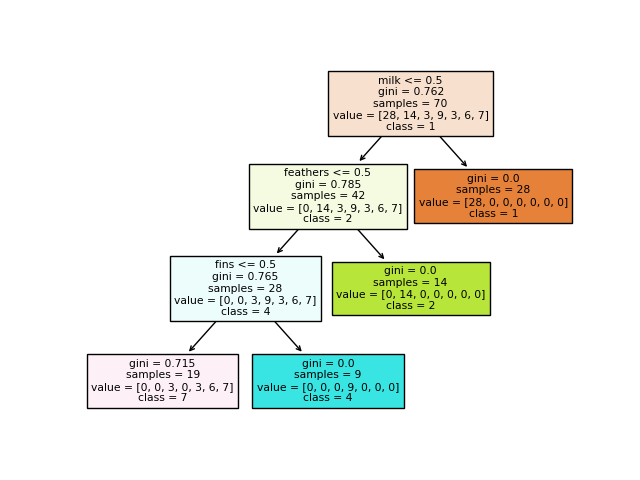 milk <= 0.5
gini = 0.762
samples = 70
value = [28, 14, 3, 9, 3, 6, 7]
class = 1
feathers <= 0.5
gini = 0.785
samples = 42
value = [0, 14, 3, 9, 3, 6, 7]
class = 2
gini = 0.0
samples = 28
value = [28, 0, 0, 0, 0, 0, 0]
class = 1
fins <= 0.5
gini = 0.765
samples = 28
value = [0, 0, 3, 9, 3, 6, 7]
class = 4
gini = 0.0
samples = 14
value = [0, 14, 0, 0, 0, 0, 0]
class = 2
gini = 0.715
samples = 19
value = [0, 0, 3, 0, 3, 6, 7]
class = 7
gini = 0.0
samples = 9
value = [0, 0, 0, 9, 0, 0, 0]
class = 4